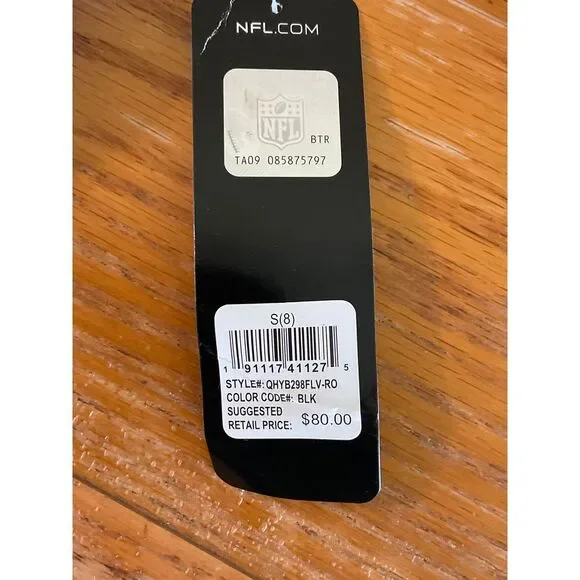 NFL.COM
NFL
BTR
TA09 085875797
S(8)
1 91117 41127 5
STYLE#: QHYB298FLV-RO
COLOR CODE#: BLK
SUGGESTED
RETAIL PRICE: $80.00